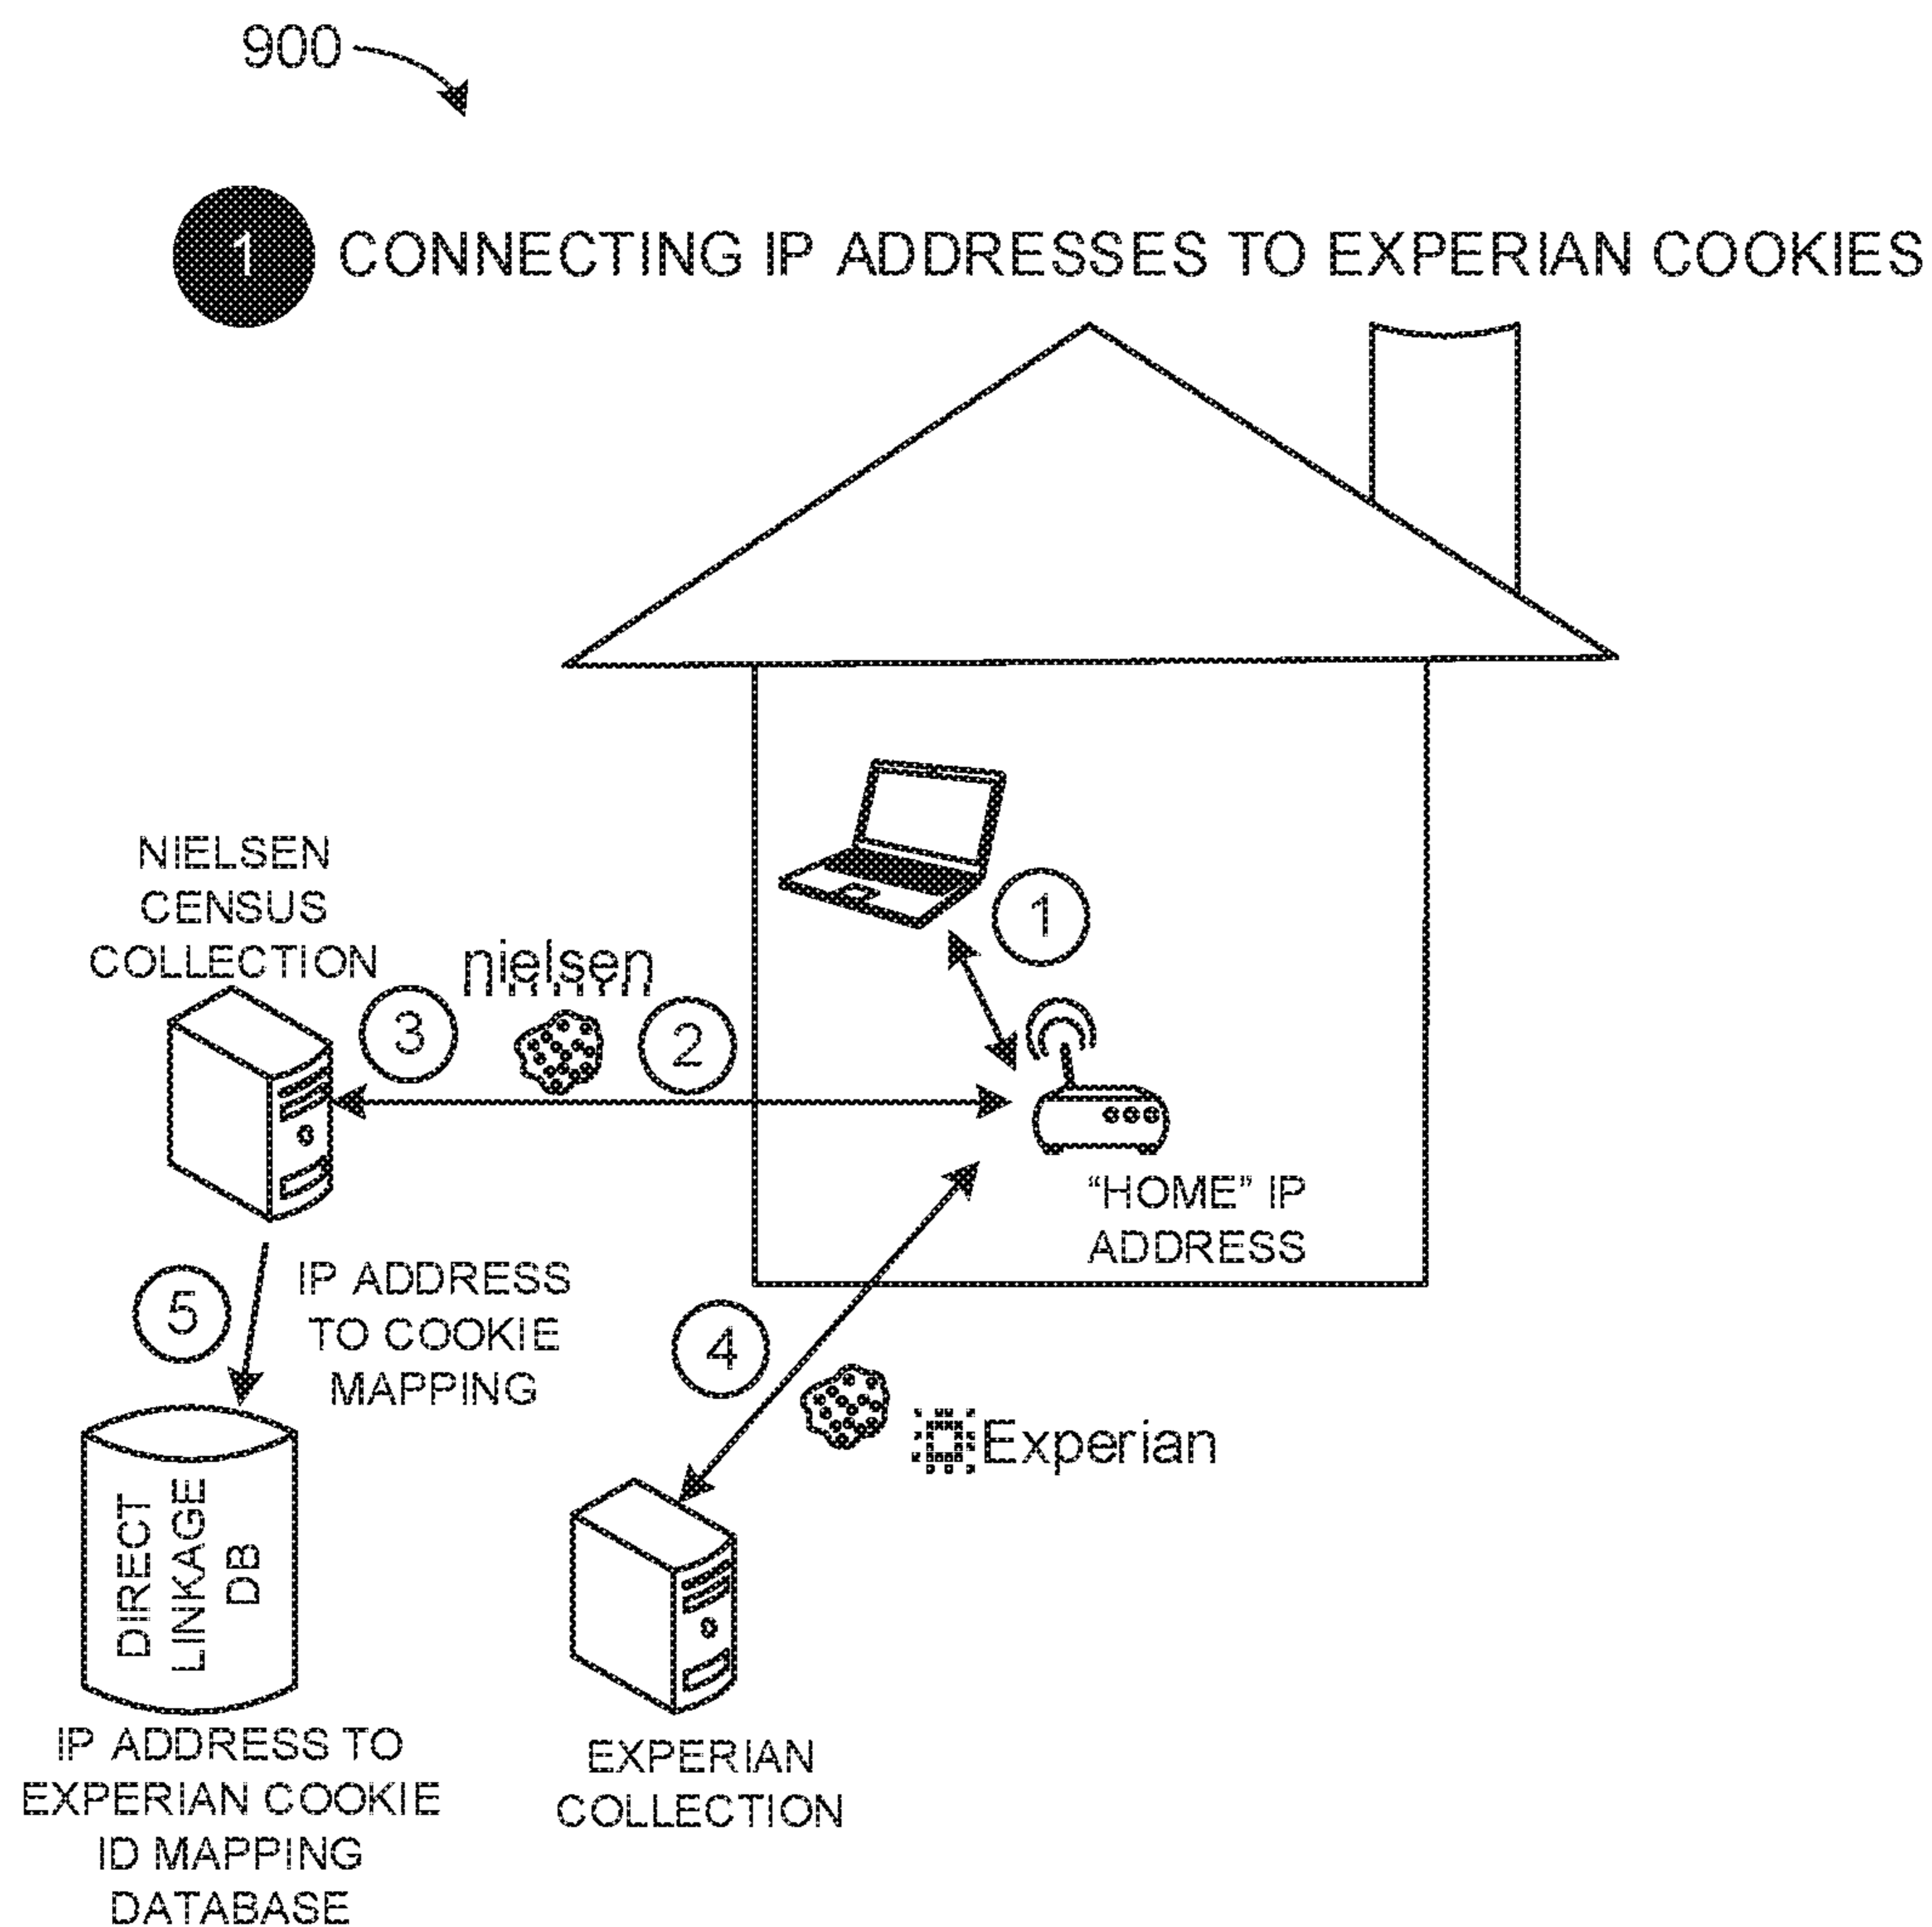 900
1 CONNECTING IP ADDRESSES TO EXPERIAN COOKIES
NIELSEN
CENSUS
COLLECTION
nielsen
1
3
2
"HOME" IP
ADDRESS
5
IP ADDRESS
TO COOKIE
MAPPING
4
Experian
DIRECT
LINKAGE
DB
IP ADDRESS TO
EXPERIAN COOKIE
ID MAPPING
DATABASE
EXPERIAN
COLLECTION